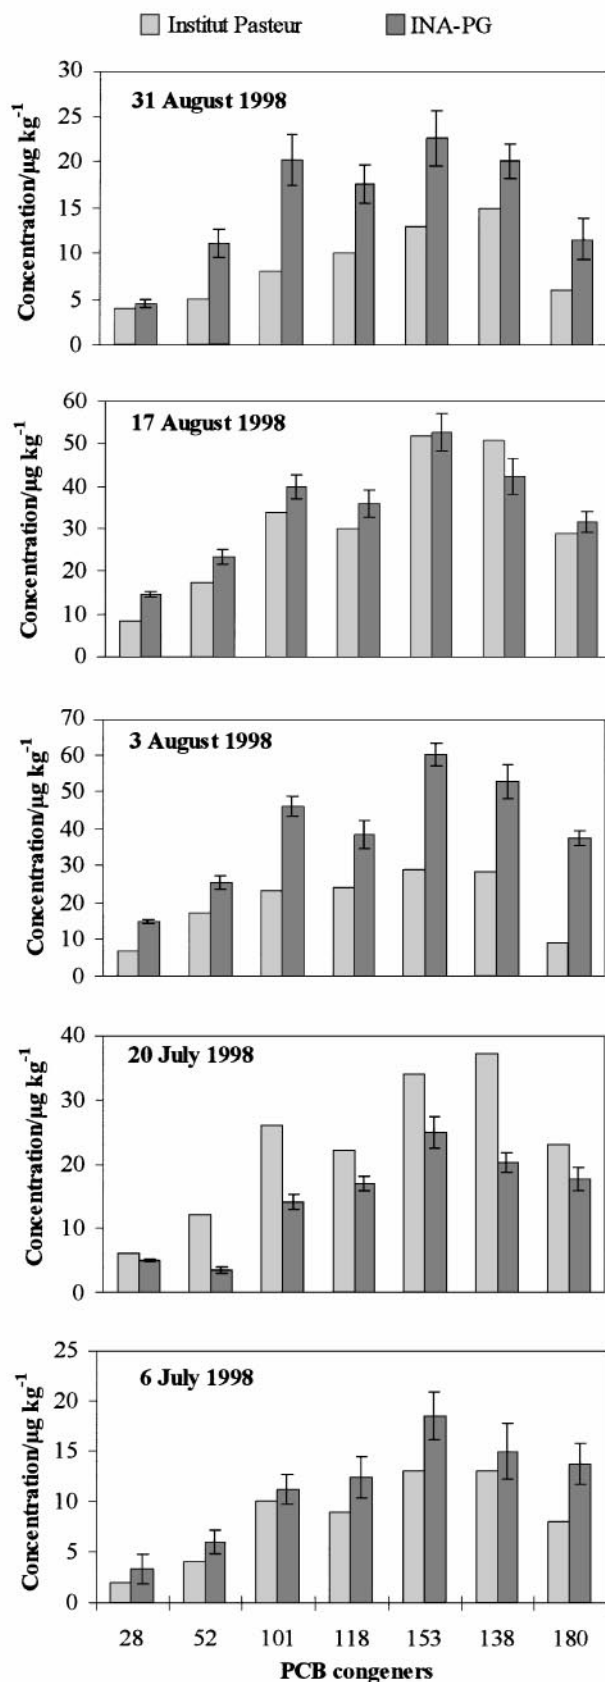 Institut Pasteur INA-PG
31 August 1998
Concentration/µg kg⁻¹
30
25
20
15
10
5
0
17 August 1998
Concentration/µg kg⁻¹
60
50
40
30
20
10
0
3 August 1998
Concentration/µg kg⁻¹
70
60
50
40
30
20
10
0
20 July 1998
Concentration/µg kg⁻¹
40
30
20
10
0
6 July 1998
Concentration/µg kg⁻¹
25
20
15
10
5
0
28 52 101 118 153 138 180
PCB congeners